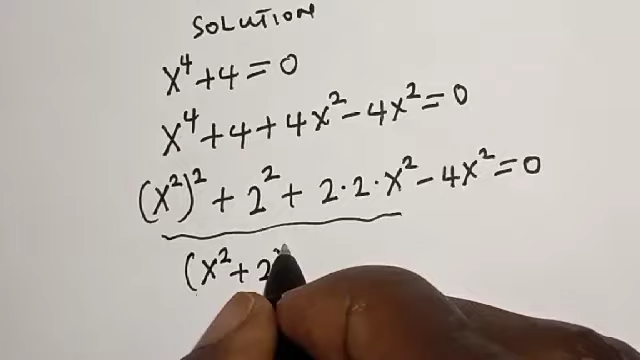 SOLUTION
x⁴+4=0
x⁴+4+4x²-4x²=0
(x²)²+2²+2·2·x²-4x²=0
(x²+2